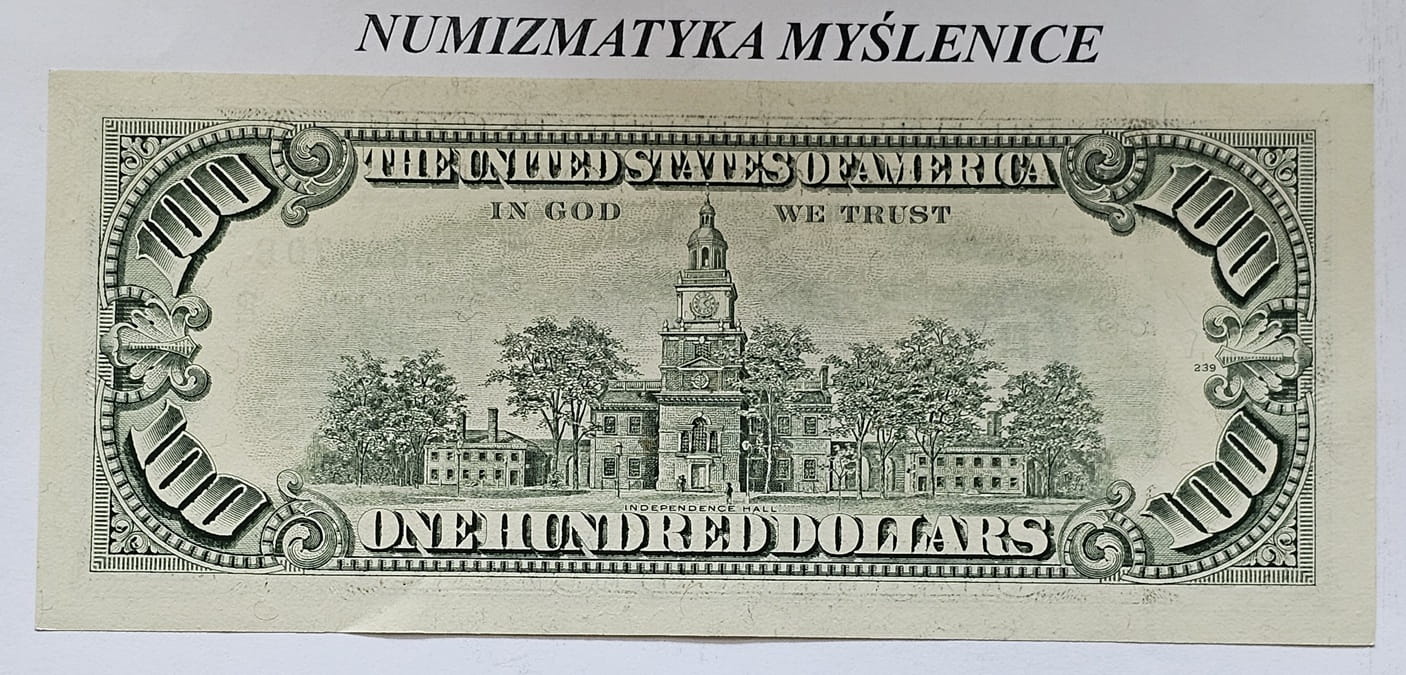 NUMIZMATYKA MYŚLENICE
100
THE UNITED STATES OF AMERICA
100
IN GOD WE TRUST
239
INDEPENDENCE HALL
100
ONE HUNDRED DOLLARS
100